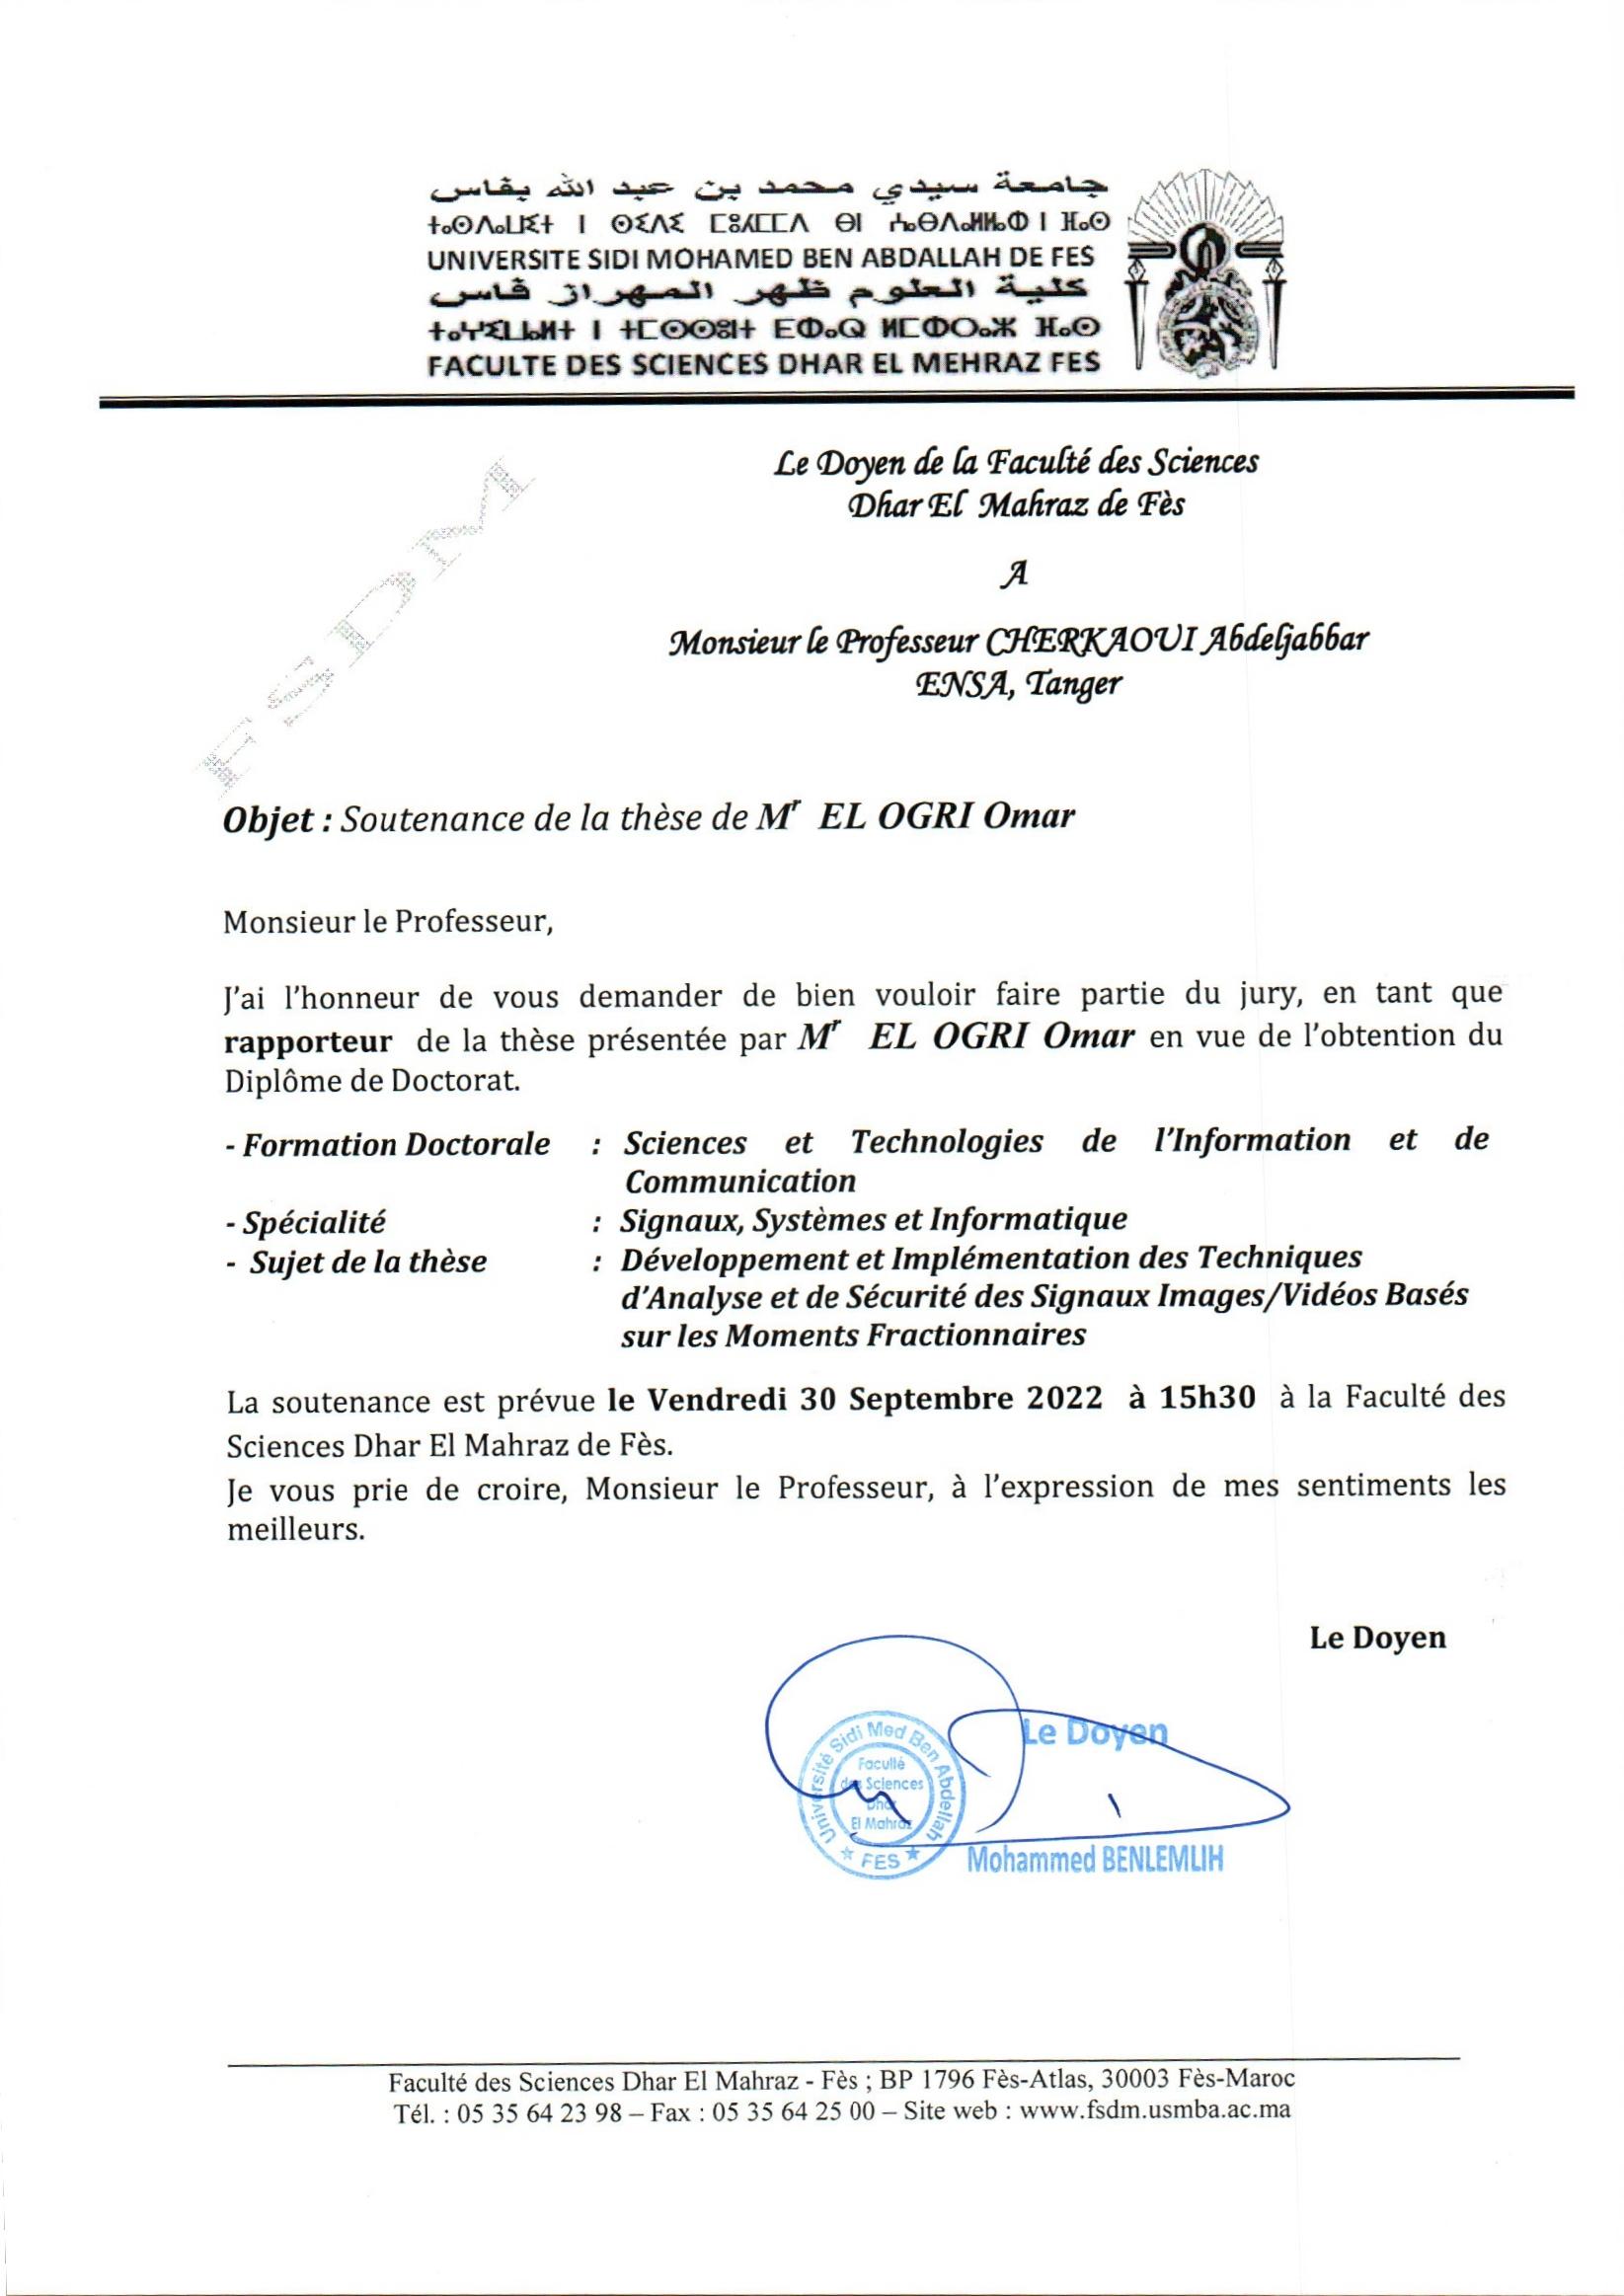 جامعة سيدي محمد بن عبد الله بفاس
ⵜⴰⵙⴷⴰⵡⵉⵜ ⵏ ⵙⵉⴷⵉ ⵎⵓⵃⵎⵎⴷ ⴱⵏ ⵄⴰⴱⴷⴰⵍⵍⴰⵀ ⵏ ⴼⴰⵙ
UNIVERSITE SIDI MOHAMED BEN ABDALLAH DE FES
كلية العلوم ظهر المهراز فاس
FACULTE DES SCIENCES DHAR EL MEHRAZ FES
Le Doyen de la Faculté des Sciences
Dhar El Mahraz de Fès
A
Monsieur le Professeur CHERKAOUI Abdeljabbar
ENSA, Tanger
FSDM
Objet : Soutenance de la thèse de Mr EL OGRI Omar
Monsieur le Professeur,
J'ai l'honneur de vous demander de bien vouloir faire partie du jury, en tant que
rapporteur de la thèse présentée par Mr EL OGRI Omar en vue de l'obtention du
Diplôme de Doctorat.
- Formation Doctorale : Sciences et Technologies de l'Information et de
Communication
- Spécialité : Signaux, Systèmes et Informatique
- Sujet de la thèse : Développement et Implémentation des Techniques
d'Analyse et de Sécurité des Signaux Images/Vidéos Basés
sur les Moments Fractionnaires
La soutenance est prévue le Vendredi 30 Septembre 2022 à 15h30 à la Faculté des
Sciences Dhar El Mahraz de Fès.
Je vous prie de croire, Monsieur le Professeur, à l'expression de mes sentiments les
meilleurs.
Le Doyen
Le Doyen
Université Sidi Med Ben Abdellah
Faculté
des Sciences
Dhar
El Mahraz
★ FES ★
Mohammed BENLEMLIH
Faculté des Sciences Dhar El Mahraz - Fès ; BP 1796 Fès-Atlas, 30003 Fès-Maroc
Tél. : 05 35 64 23 98 – Fax : 05 35 64 25 00 – Site web : www.fsdm.usmba.ac.ma